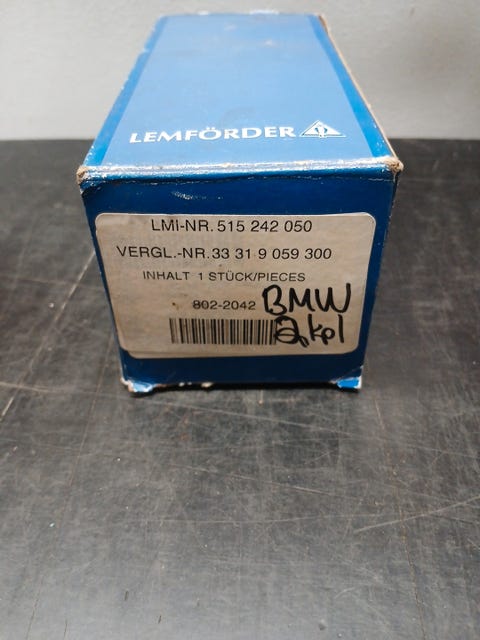 LEMFÖRDER
LMI-NR. 515 242 050
VERGL.-NR. 33 31 9 059 300
INHALT 1 STÜCK/PIECES
802-2042 BMW
2 kpl